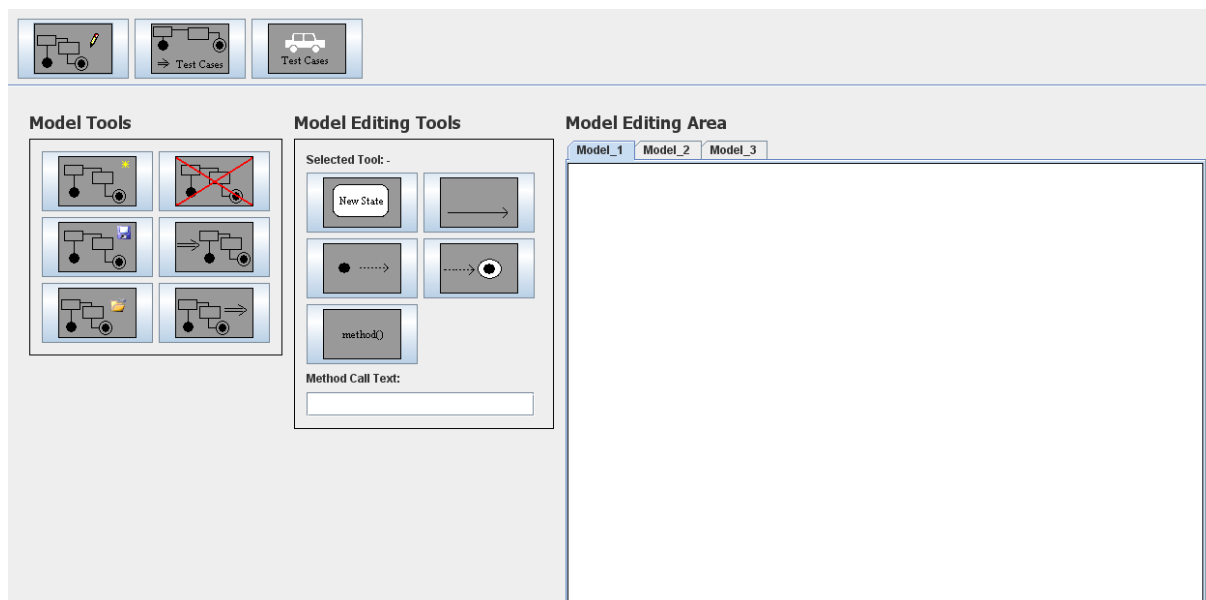 ⇒ Test Cases
Test Cases
Model Tools
Model Editing Tools
Selected Tool: -
New State
method()
Method Call Text:
Model Editing Area
Model_1 Model_2 Model_3